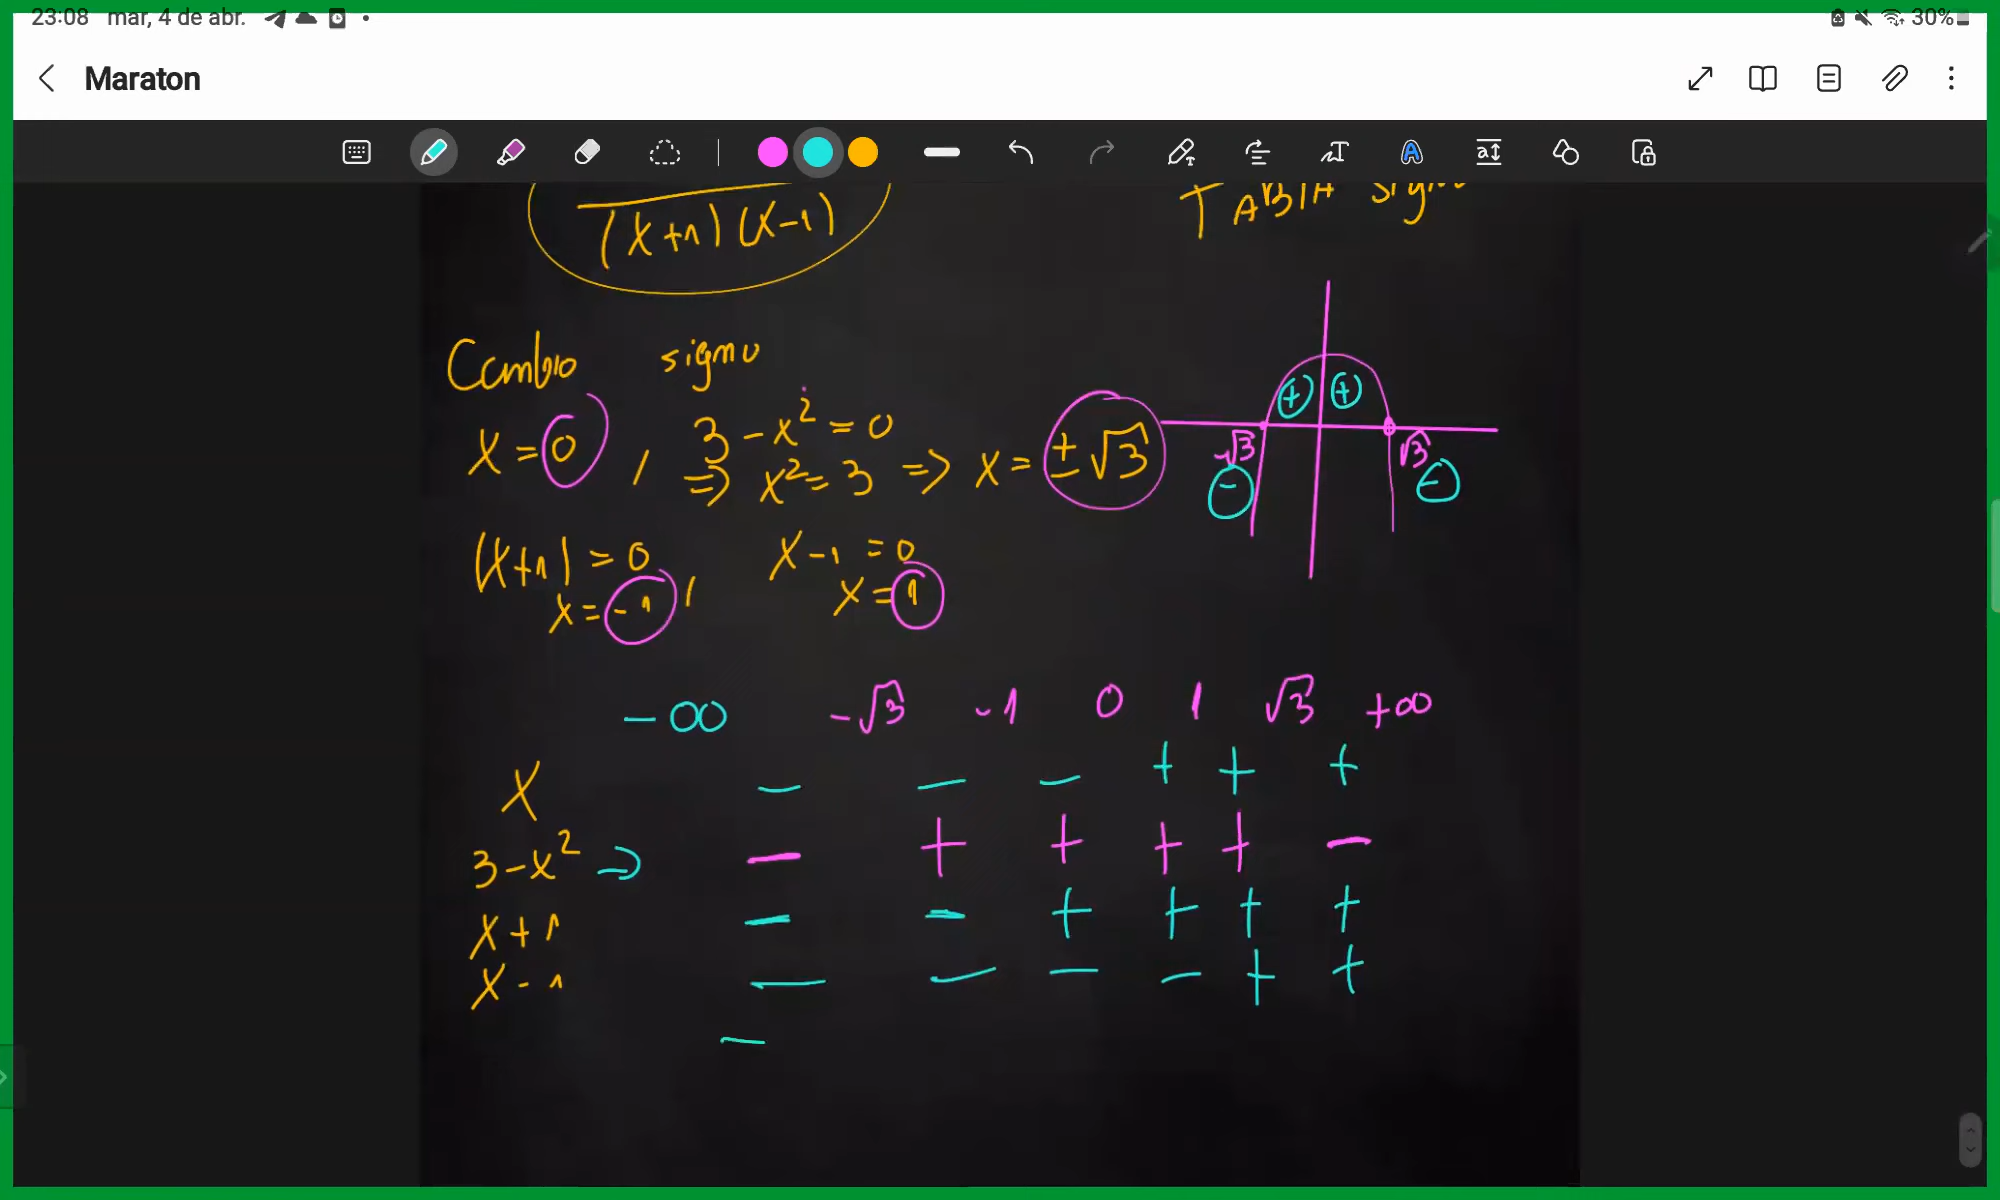 23:08 mar, 4 de abr. 30%
Maraton
(x+1)(x-1)
TABLA signo
Cambio signo
x=0 , 3-x²=0
⇒ x²=3 ⇒ x=±√3
-√3 √3
+ +
- -
(x+1)=0 , x-1=0
x=-1 x=1
-∞ -√3 -1 0 1 √3 +∞
x - - - + + +
3-x² ⇒ - + + + + -
x+1 - - + + + +
x-1 - - - - + +
-